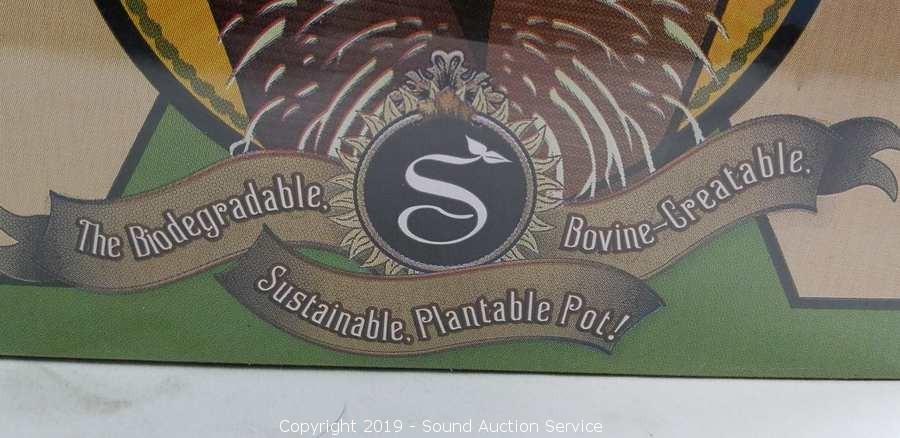 The Biodegradable,
S
Bovine-Creatable,
Sustainable, Plantable Pot!
Copyright 2019 - Sound Auction Service